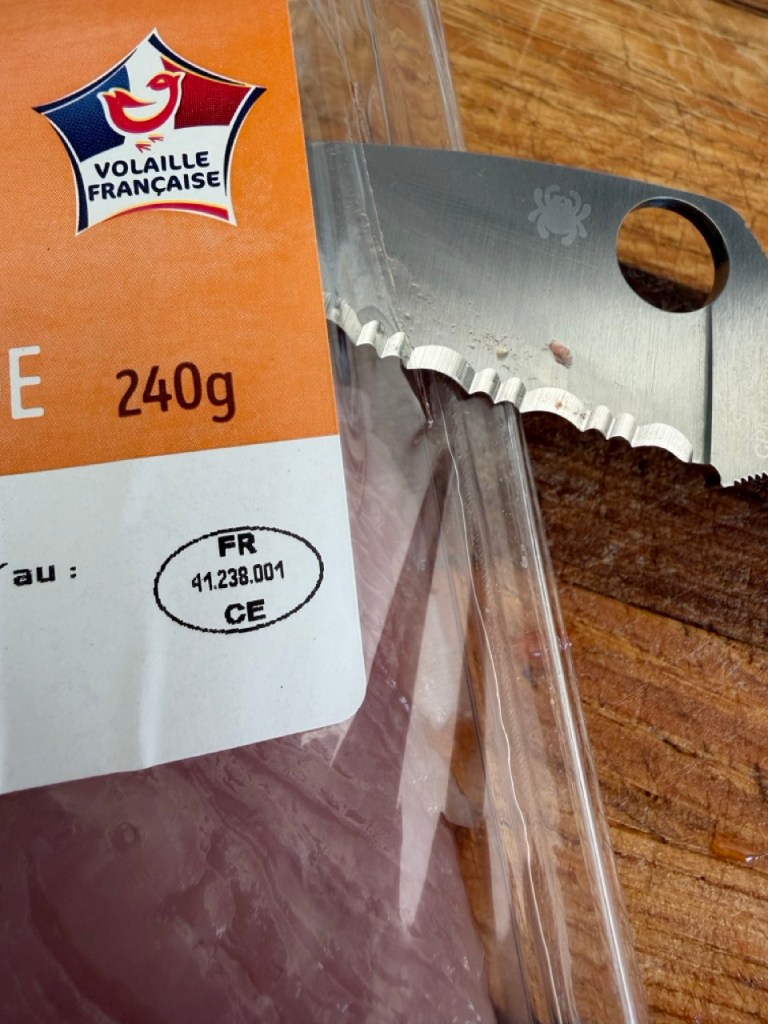 VOLAILLE
FRANÇAISE
E 240g
au :
FR
41.238.001
CE